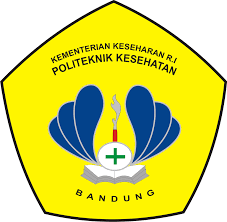 KEMENTERIAN KESEHARAN R.I
POLITEKNIK KESEHATAN
BANDUNG